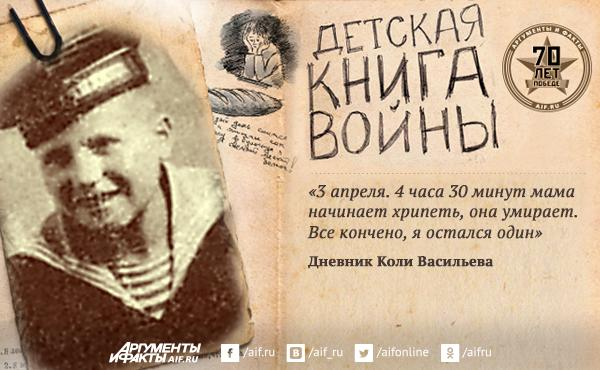 ДЕТСКАЯ
КНИГА
ВОЙНЫ
АРГУМЕНТЫ И ФАКТЫ
70
ЛЕТ
ПОБЕДЕ
AIF.RU
«3 апреля. 4 часа 30 минут мама
начинает хрипеть, она умирает.
Все кончено, я остался один»
Дневник Коли Васильева
АРГУМЕНТЫ
И ФАКТЫ AIF.RU
/aif.ru
/aif_ru
/aifonline
/aifru